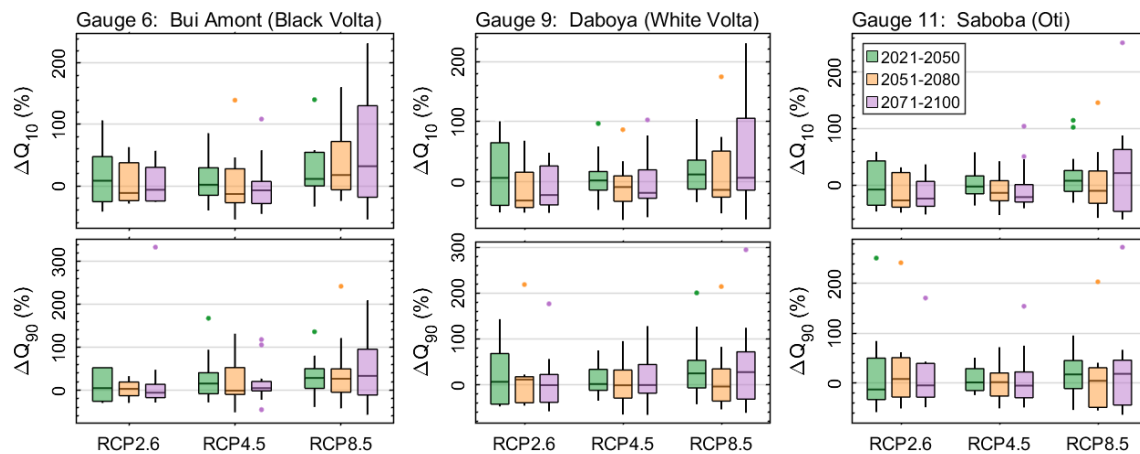 Gauge 6: Bui Amont (Black Volta)
Gauge 9: Daboya (White Volta)
Gauge 11: Saboba (Oti)
ΔQ10 (%)
200
100
0
ΔQ10 (%)
200
100
0
ΔQ10 (%)
200
100
0
2021-2050
2051-2080
2071-2100
ΔQ90 (%)
300
200
100
0
ΔQ90 (%)
300
200
100
0
ΔQ90 (%)
200
100
0
RCP2.6 RCP4.5 RCP8.5
RCP2.6 RCP4.5 RCP8.5
RCP2.6 RCP4.5 RCP8.5